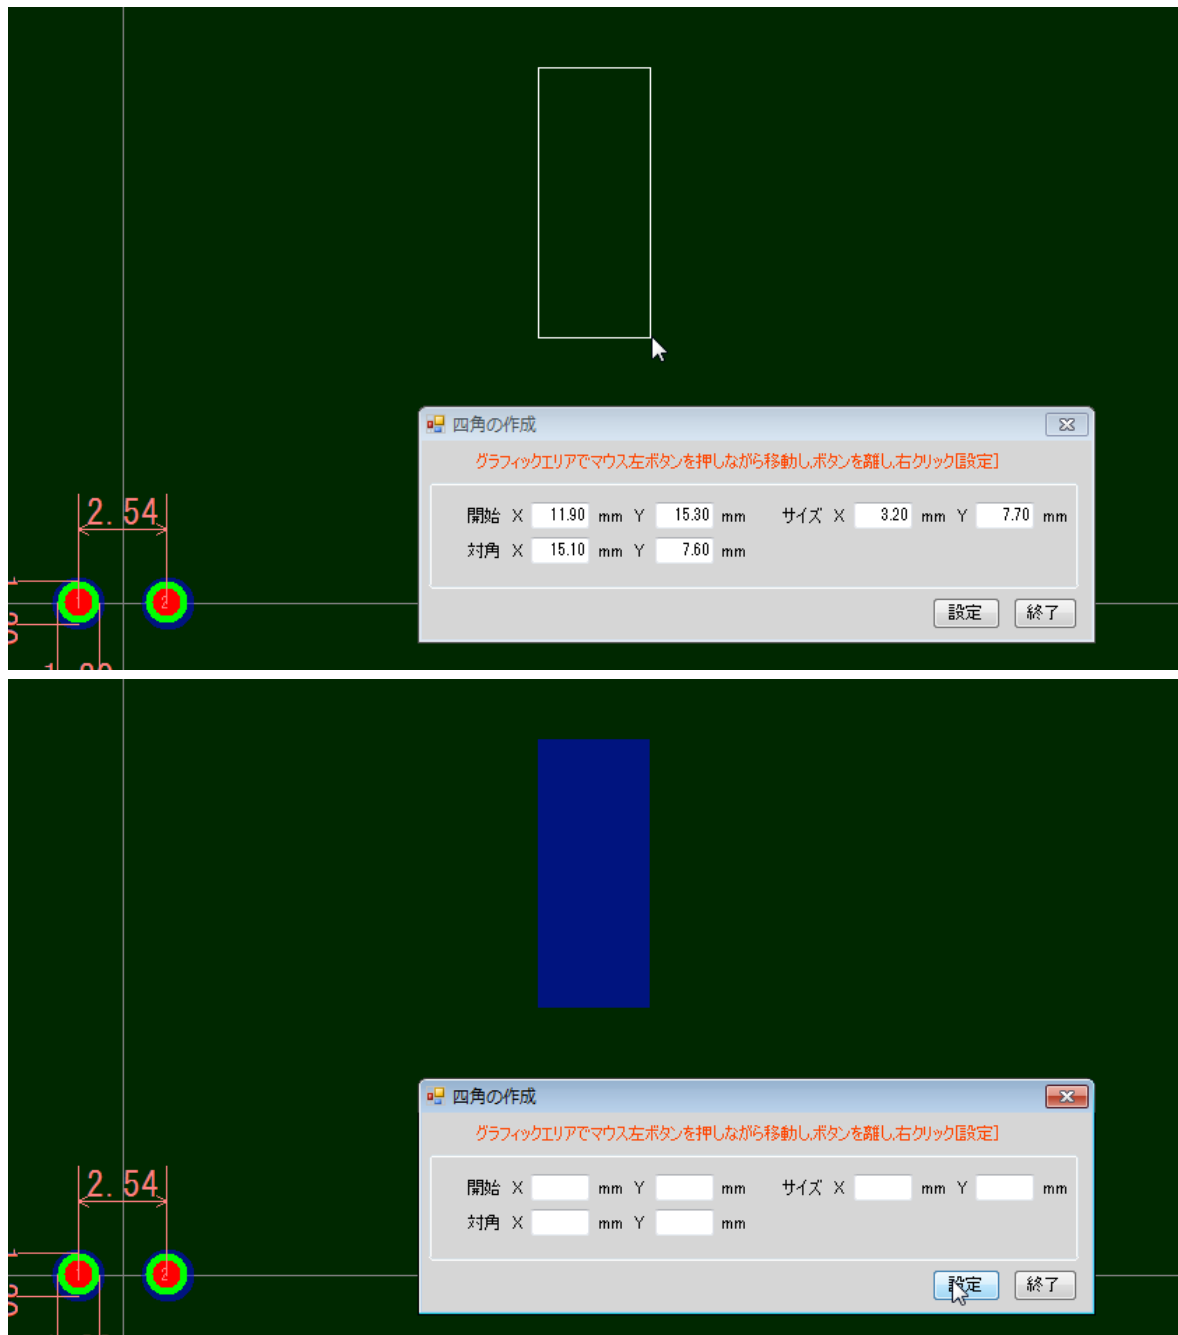 2.54
1 2
四角の作成
グラフィックエリアでマウス左ボタンを押しながら移動し,ボタンを離し,右クリック[設定]
開始 X 11.90 mm Y 15.30 mm サイズ X 3.20 mm Y 7.70 mm
対角 X 15.10 mm Y 7.60 mm
設定 終了
2.54
1 2
四角の作成
グラフィックエリアでマウス左ボタンを押しながら移動し,ボタンを離し,右クリック[設定]
開始 X mm Y mm サイズ X mm Y mm
対角 X mm Y mm
設定 終了